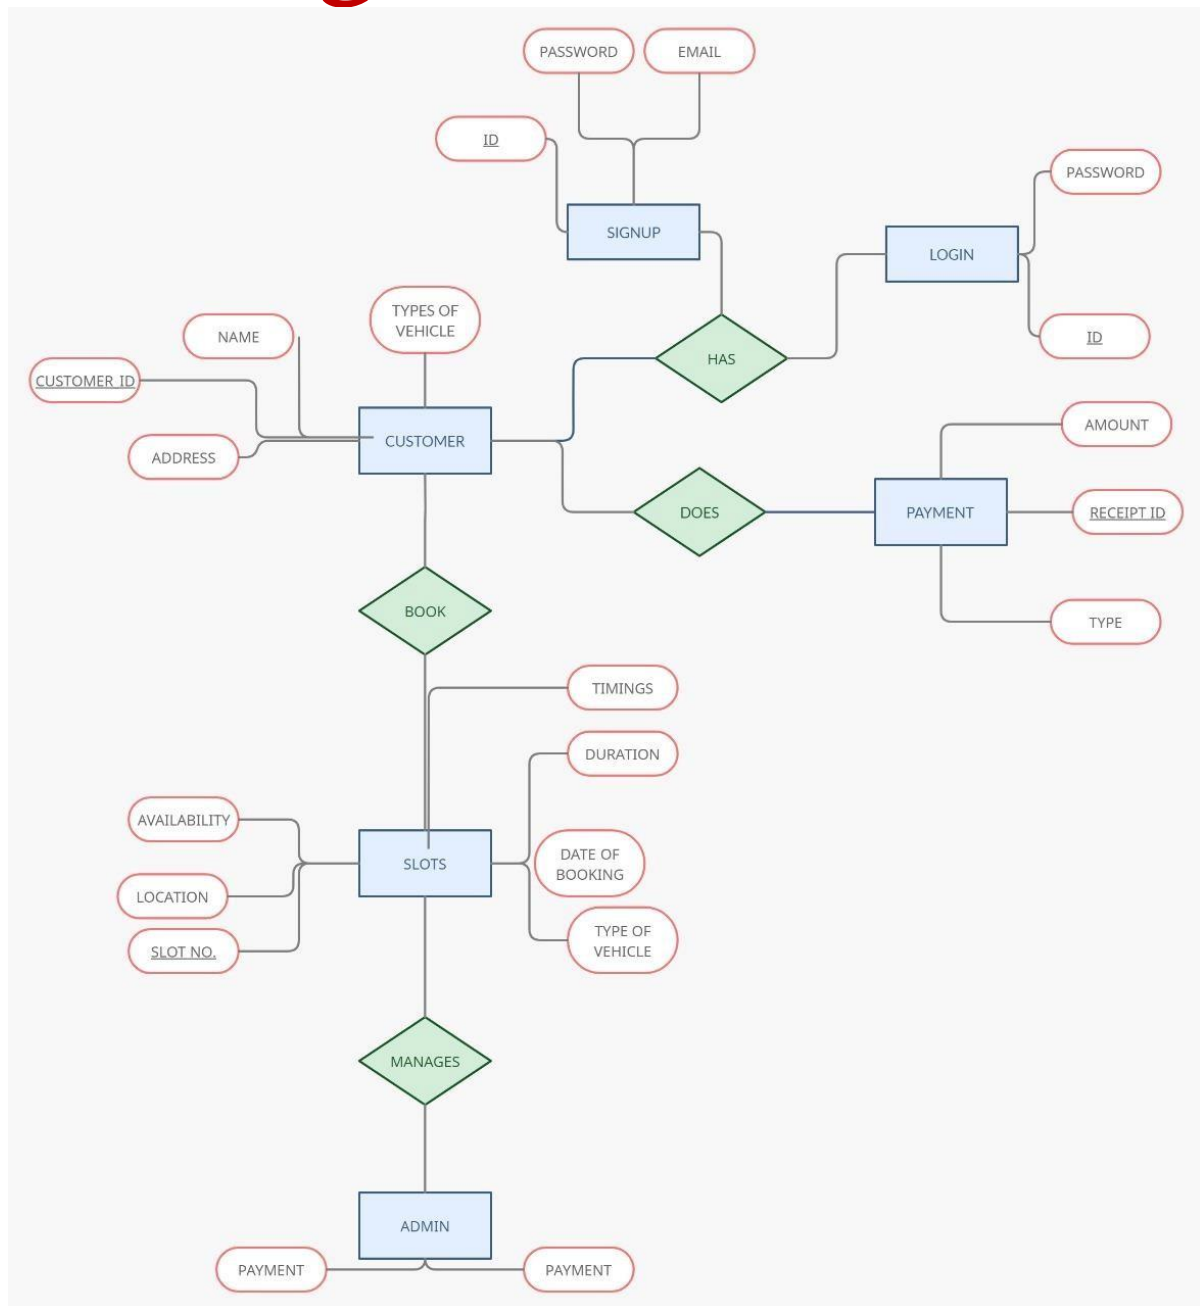 PASSWORD
EMAIL
ID
PASSWORD
SIGNUP
LOGIN
TYPES OF
VEHICLE
NAME
ID
HAS
CUSTOMER_ID
AMOUNT
CUSTOMER
ADDRESS
DOES
PAYMENT
RECEIPT ID
BOOK
TYPE
TIMINGS
DURATION
AVAILABILITY
SLOTS
DATE OF
BOOKING
LOCATION
TYPE OF
VEHICLE
SLOT NO.
MANAGES
ADMIN
PAYMENT
PAYMENT